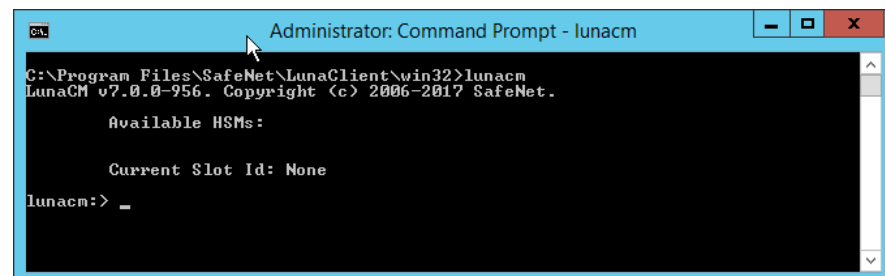 Administrator: Command Prompt - lunacm
C:\Program Files\SafeNet\LunaClient\win32>lunacm
LunaCM v7.0.0-956. Copyright (c) 2006-2017 SafeNet.
Available HSMs:
Current Slot Id: None
lunacm:> _